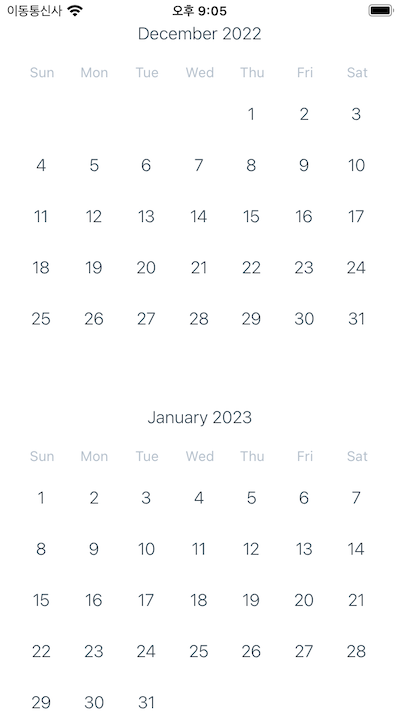 이동통신사 오후 9:05
December 2022
Sun Mon Tue Wed Thu Fri Sat
1 2 3
4 5 6 7 8 9 10
11 12 13 14 15 16 17
18 19 20 21 22 23 24
25 26 27 28 29 30 31
January 2023
Sun Mon Tue Wed Thu Fri Sat
1 2 3 4 5 6 7
8 9 10 11 12 13 14
15 16 17 18 19 20 21
22 23 24 25 26 27 28
29 30 31